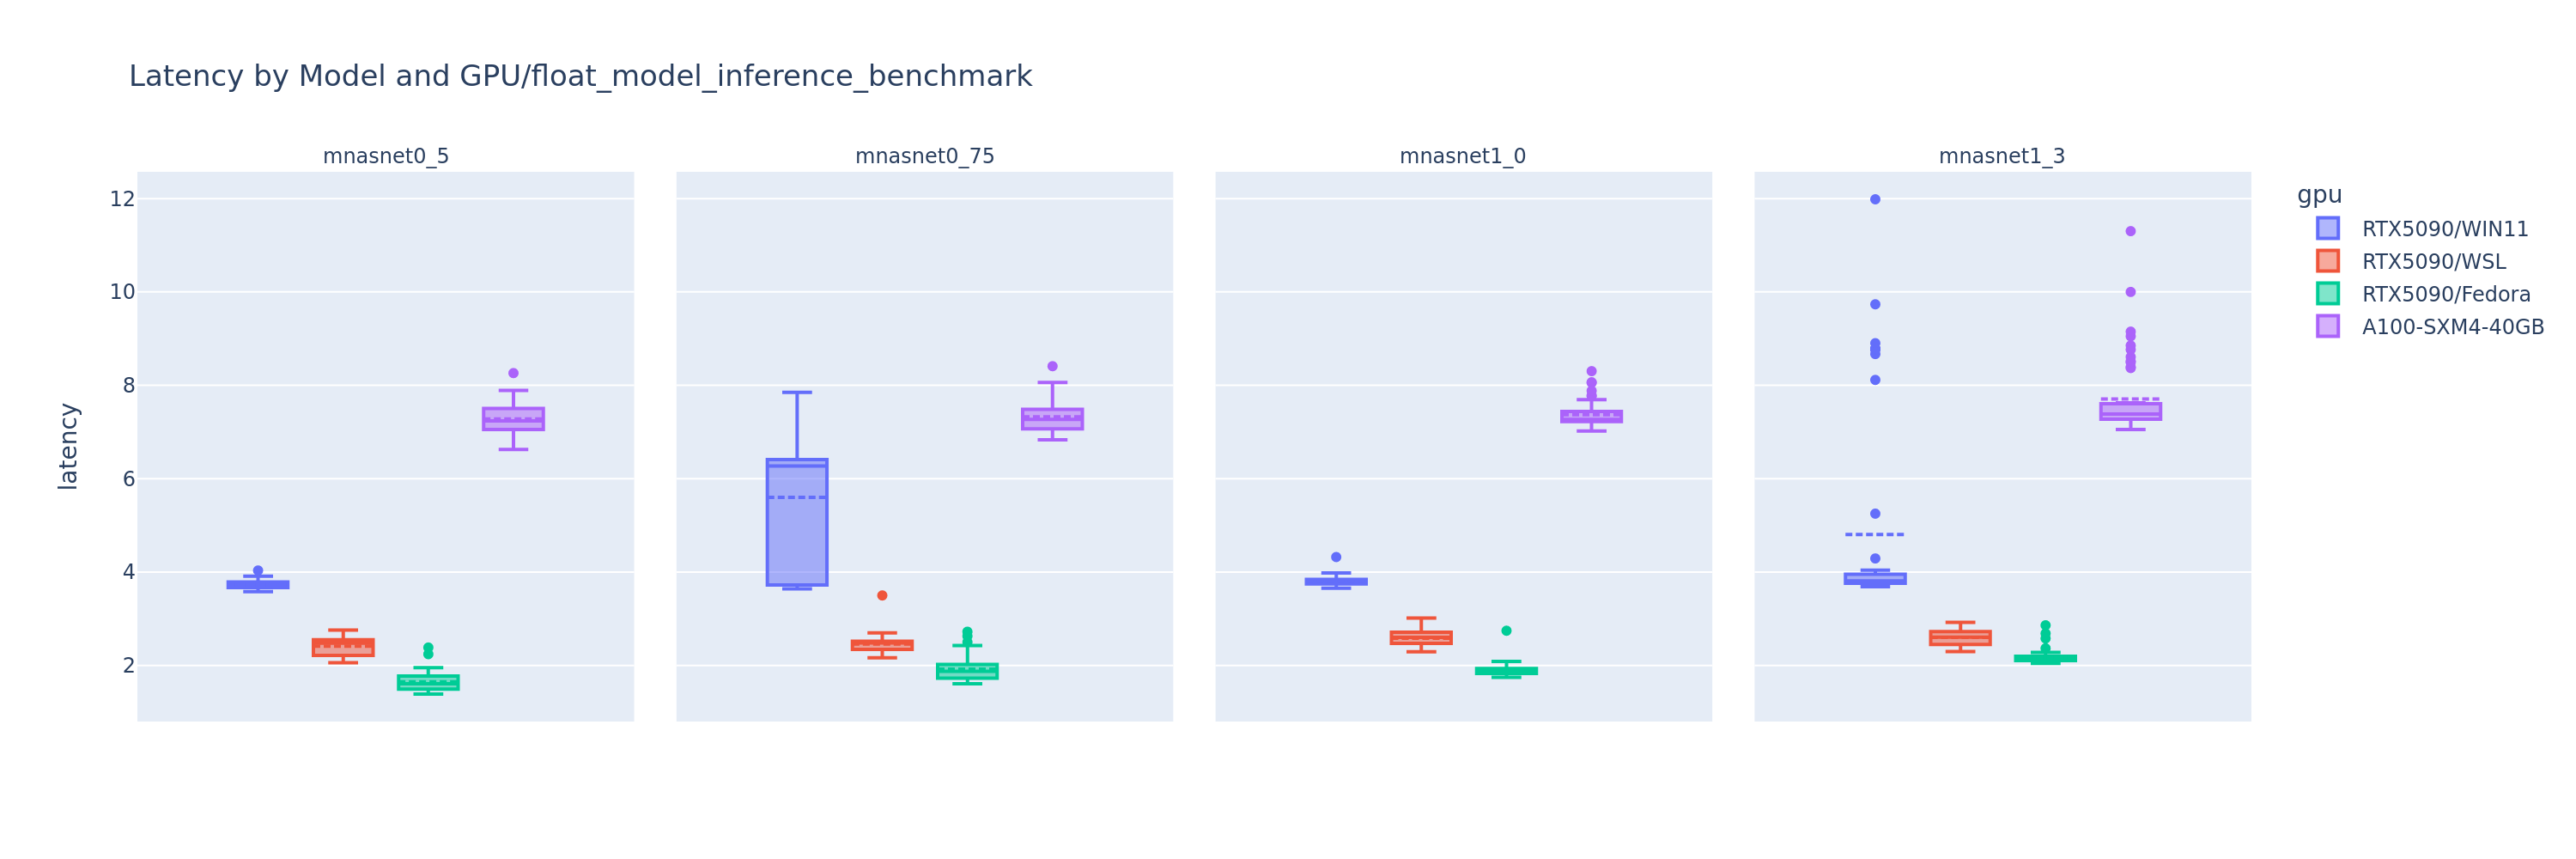 Latency by Model and GPU/float_model_inference_benchmark
mnasnet0_5
mnasnet0_75
mnasnet1_0
mnasnet1_3
12
10
8
6
4
2
latency
gpu
RTX5090/WIN11
RTX5090/WSL
RTX5090/Fedora
A100-SXM4-40GB